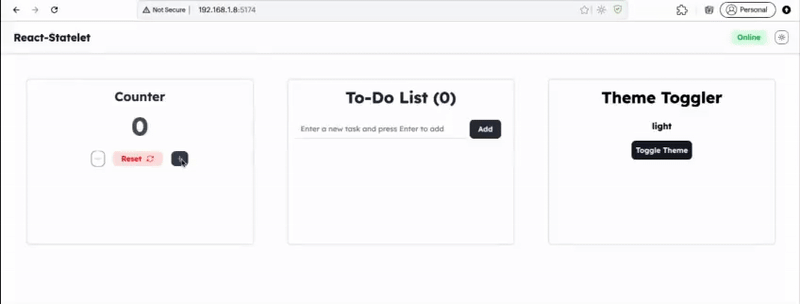 Not Secure 192.168.1.8:5174
Personal
React-Statelet
Online
Counter
0
Reset
To-Do List (0)
Enter a new task and press Enter to add
Add
Theme Toggler
light
Toggle Theme